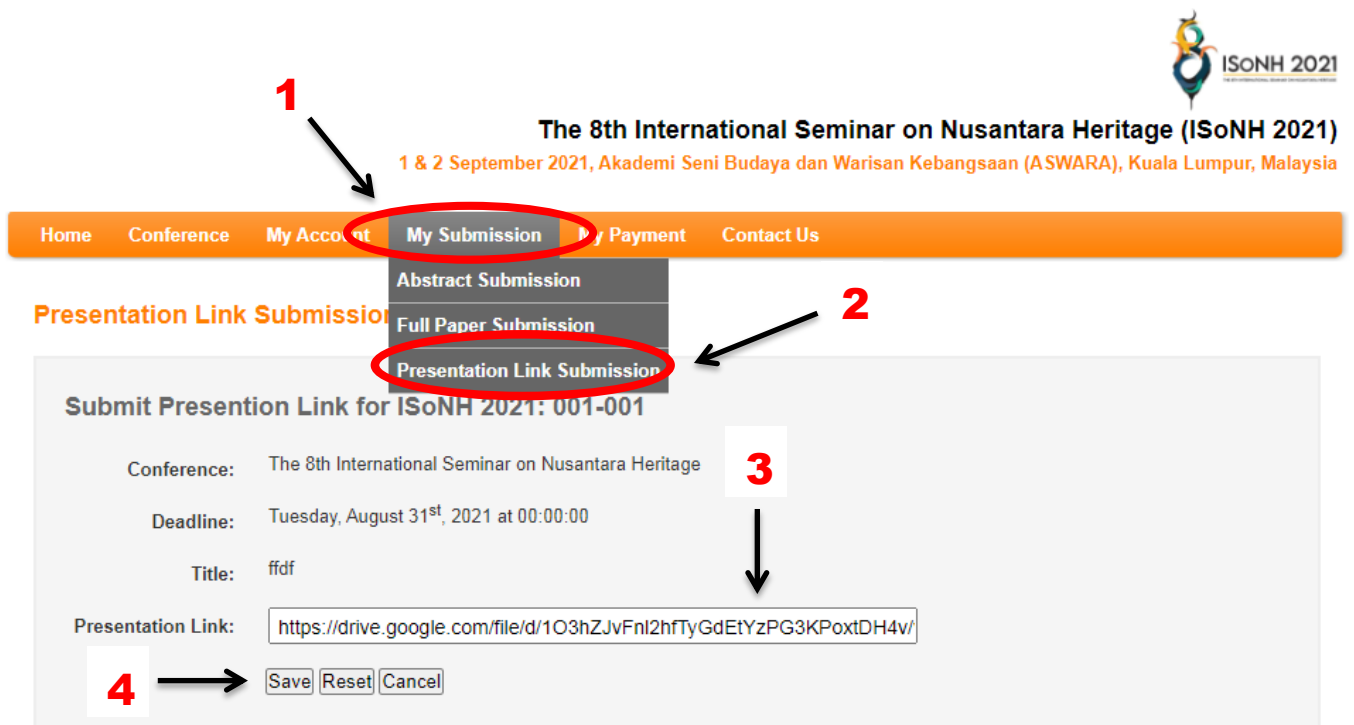 ISoNH 2021
1
The 8th International Seminar on Nusantara Heritage (ISoNH 2021)
1 & 2 September 2021, Akademi Seni Budaya dan Warisan Kebangsaan (ASWARA), Kuala Lumpur, Malaysia
Home Conference My Account My Submission My Payment Contact Us
Abstract Submission
2
Presentation Link Submission
Full Paper Submission
Presentation Link Submission
Submit Presention Link for ISoNH 2021: 001-001
Conference: The 8th International Seminar on Nusantara Heritage
3
Deadline: Tuesday, August 31st, 2021 at 00:00:00
Title: ffdf
Presentation Link: https://drive.google.com/file/d/1O3hZJvFnI2hfTyGdEtYzPG3KPoxtDH4v/
4
Save Reset Cancel